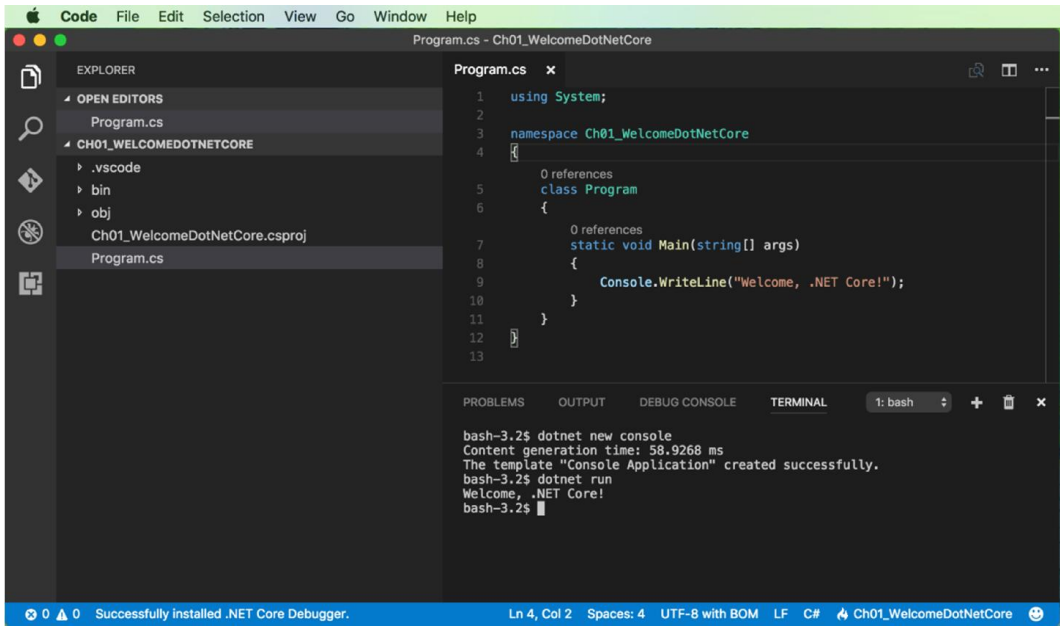 Code File Edit Selection View Go Window Help
Program.cs - Ch01_WelcomeDotNetCore
EXPLORER
OPEN EDITORS
Program.cs
CH01_WELCOMEDOTNETCORE
.vscode
bin
obj
Ch01_WelcomeDotNetCore.csproj
Program.cs
Program.cs ×
1 using System;
2
3 namespace Ch01_WelcomeDotNetCore
4 {
0 references
5 class Program
6 {
0 references
7 static void Main(string[] args)
8 {
9 Console.WriteLine("Welcome, .NET Core!");
10 }
11 }
12 }
13
PROBLEMS OUTPUT DEBUG CONSOLE TERMINAL 1: bash
bash-3.2$ dotnet new console
Content generation time: 58.9268 ms
The template "Console Application" created successfully.
bash-3.2$ dotnet run
Welcome, .NET Core!
bash-3.2$
0 0 Successfully installed .NET Core Debugger. Ln 4, Col 2 Spaces: 4 UTF-8 with BOM LF C# Ch01_WelcomeDotNetCore